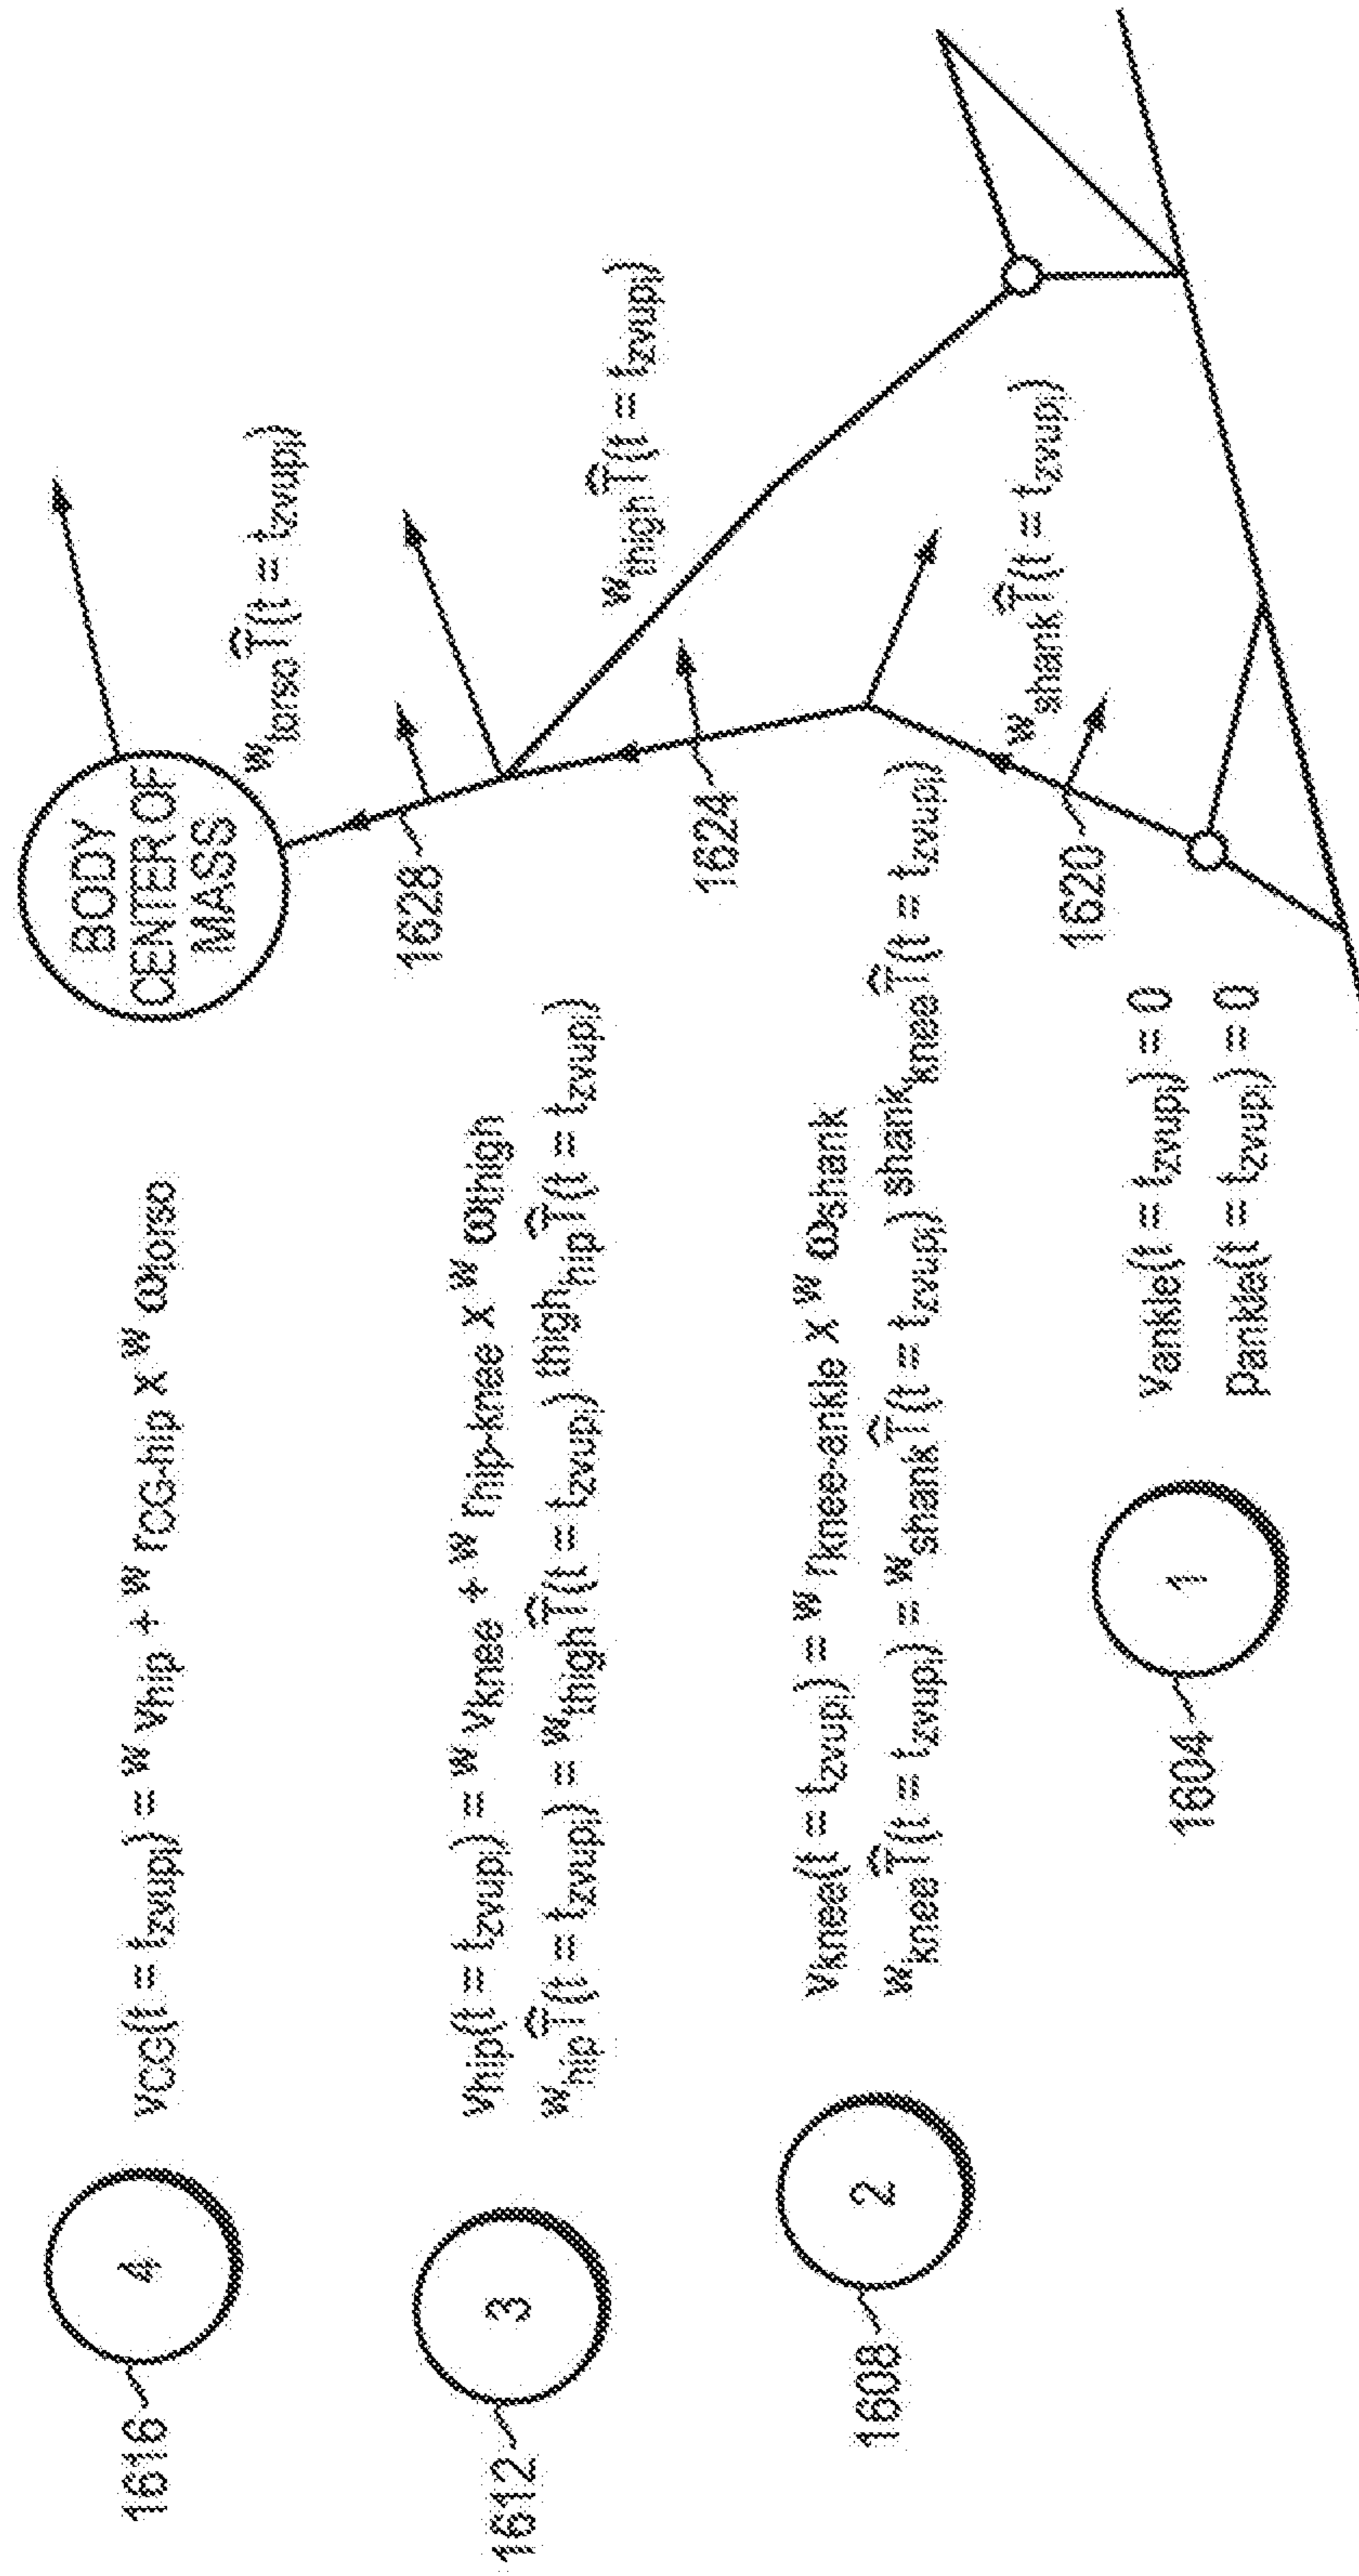 1616
4
vCG(t = tzvupj) = W vhip + W rCG-hip x W ωtorso
1612
3
vhip(t = tzvupj) = W vknee + W rhip-knee x W ωthigh
W hip T̂(t = tzvupj) = W thigh T̂(t = tzvupj) thigh hip T̂(t = tzvupj)
1608
2
vknee(t = tzvupj) = W rknee-ankle x W ωshank
W knee T̂(t = tzvupj) = W shank T̂(t = tzvupj) shank knee T̂(t = tzvupj)
1604
1
vankle(t = tzvupj) = 0
pankle(t = tzvupj) = 0
BODY
CENTER OF
MASS
W torso T̂(t = tzvupj)
1628
W thigh T̂(t = tzvupj)
1624
W shank T̂(t = tzvupj)
1620